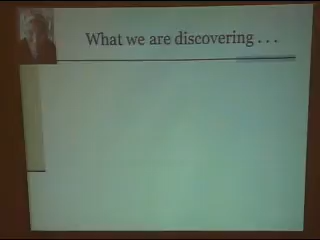 What we are discovering . . .